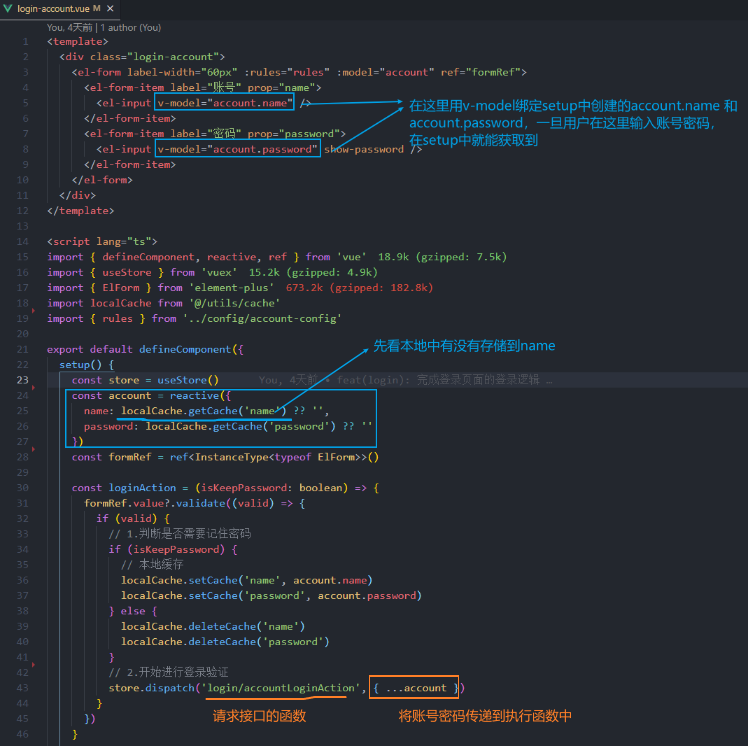 login-account.vue M ×
You, 4天前 | 1 author (You)
1 <template>
2 <div class="login-account">
3 <el-form label-width="60px" :rules="rules" :model="account" ref="formRef">
4 <el-form-item label="账号" prop="name">
5 <el-input v-model="account.name" />
6 </el-form-item>
7 <el-form-item label="密码" prop="password">
8 <el-input v-model="account.password" show-password />
9 </el-form-item>
10 </el-form>
11 </div>
12 </template>
在这里用v-model绑定setup中创建的account.name 和
account.password，一旦用户在这里输入账号密码，
在setup中就能获取到
13
14 <script lang="ts">
15 import { defineComponent, reactive, ref } from 'vue' 18.9k (gzipped: 7.5k)
16 import { useStore } from 'vuex' 15.2k (gzipped: 4.9k)
17 import { ElForm } from 'element-plus' 673.2k (gzipped: 182.8k)
18 import localCache from '@/utils/cache'
19 import { rules } from '../config/account-config'
20
21 export default defineComponent({
先看本地中有没有存储到name
22 setup() {
23 const store = useStore() You, 4天前 • feat(login): 完成登录页面的登录逻辑 …
24 const account = reactive({
25 name: localCache.getCache('name') ?? '',
26 password: localCache.getCache('password') ?? ''
27 })
28 const formRef = ref<InstanceType<typeof ElForm>>()
29
30 const loginAction = (isKeepPassword: boolean) => {
31 formRef.value?.validate((valid) => {
32 if (valid) {
33 // 1.判断是否需要记住密码
34 if (isKeepPassword) {
35 // 本地缓存
36 localCache.setCache('name', account.name)
37 localCache.setCache('password', account.password)
38 } else {
39 localCache.deleteCache('name')
40 localCache.deleteCache('password')
41 }
42 // 2.开始进行登录验证
43 store.dispatch('login/accountLoginAction', { ...account })
44 }
请求接口的函数 将账号密码传递到执行函数中
45 })
46 }